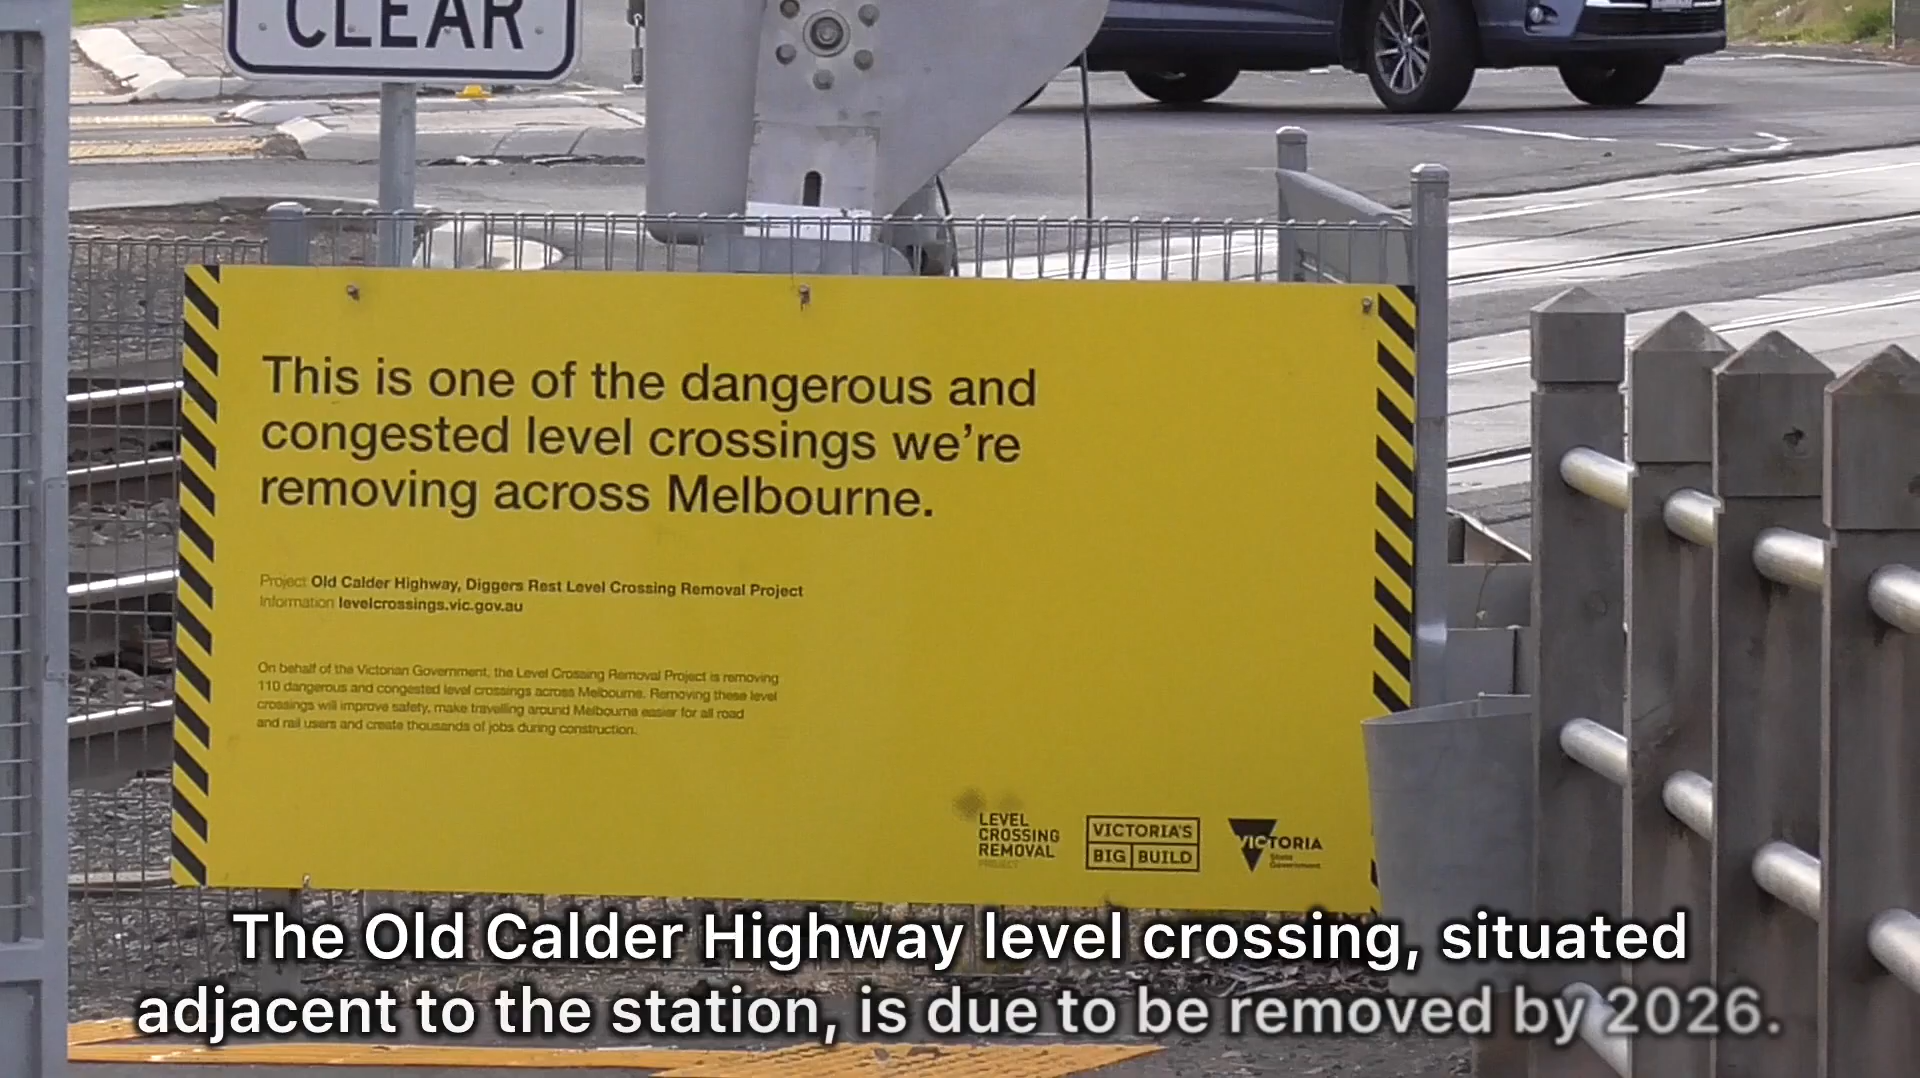 CLEAR
This is one of the dangerous and
congested level crossings we're
removing across Melbourne.
Project Old Calder Highway, Diggers Rest Level Crossing Removal Project
Information levelcrossings.vic.gov.au
On behalf of the Victorian Government, the Level Crossing Removal Project is removing
110 dangerous and congested level crossings across Melbourne. Removing these level
crossings will improve safety, make travelling around Melbourne easier for all road
and rail users and create thousands of jobs during construction.
LEVEL
CROSSING
REMOVAL
PROJECT
VICTORIA'S
BIG BUILD
VICTORIA
State
Government
The Old Calder Highway level crossing, situated
adjacent to the station, is due to be removed by 2026.